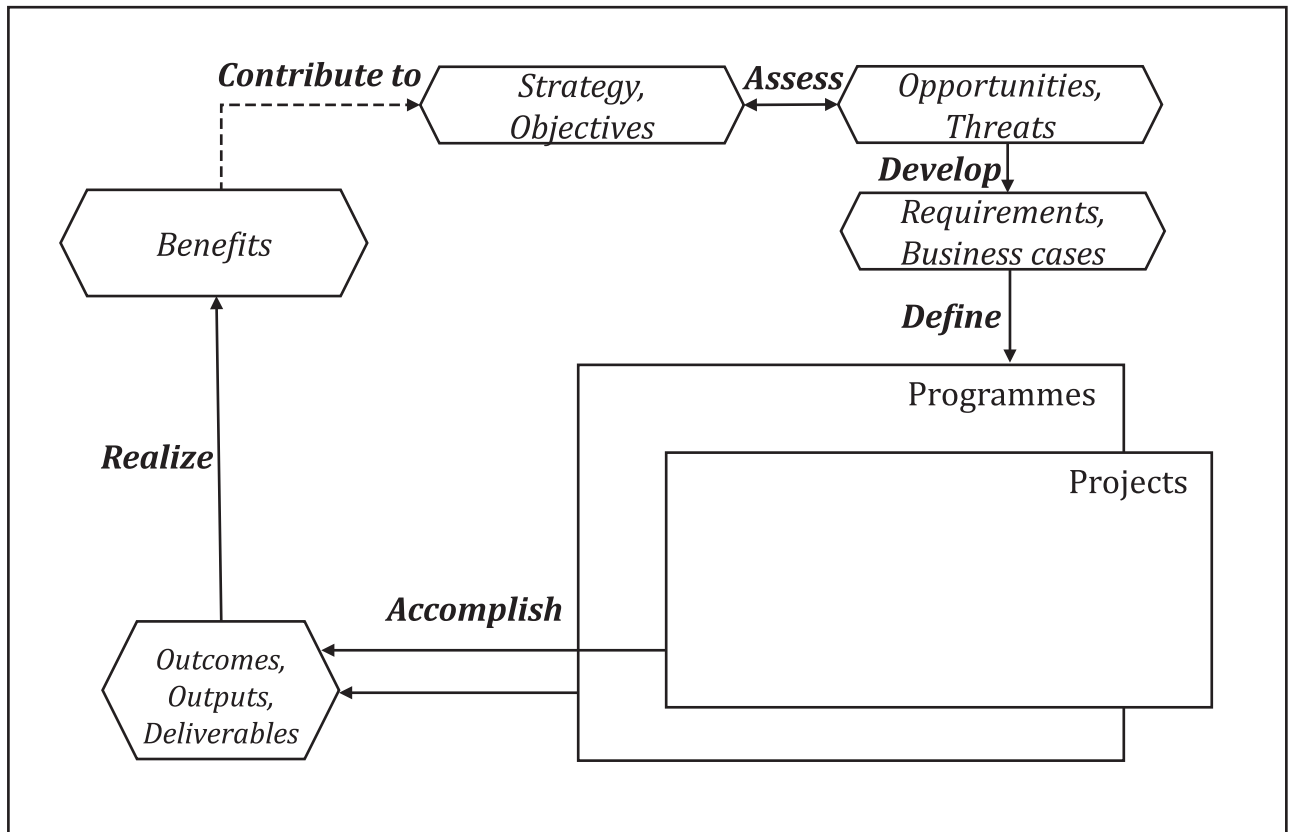 Contribute to
Strategy,
Objectives
Assess
Opportunities,
Threats
Develop
Requirements,
Business cases
Benefits
Define
Programmes
Projects
Realize
Accomplish
Outcomes,
Outputs,
Deliverables